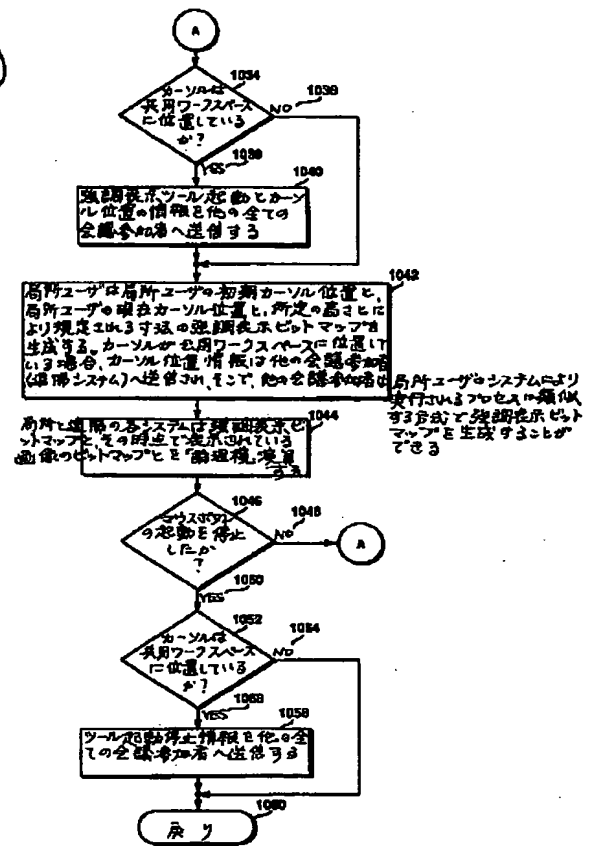 A
1034
カーソルは
共用ワークスペース
に位置している
か?
NO
1038
YES
1040
強調表示ツール起動とカーソ
ル位置の情報を他の全ての
会議参加者へ送信する
1042
局所ユーザは局所ユーザの初期カーソル位置と、
局所ユーザの現在カーソル位置と、所定の高さとに
より規定される寸法の強調表示ビットマップを
生成する。カーソルが共用ワークスペースに位置して
いる場合、カーソル位置情報は他の会議参加者
(遠隔システム)へ送信され、そこで、他の会議参加者は
局所ユーザのシステムにより
実行されるプロセスに類似
する方式で強調表示ビット
マップを生成することが
できる
1044
局所と遠隔の各システムは強調表示ビ
ットマップと、その時点で表示されている
画像のビットマップとを「論理積」演算
する
1046
マウスボタン
の起動を停止
したか
?
NO
1048
A
1050
YES
1052
カーソルは
共用ワークスペース
に位置している
か?
NO
1054
YES
1058
ツール起動停止情報を他の全
ての会議参加者へ送信する
1060
戻り